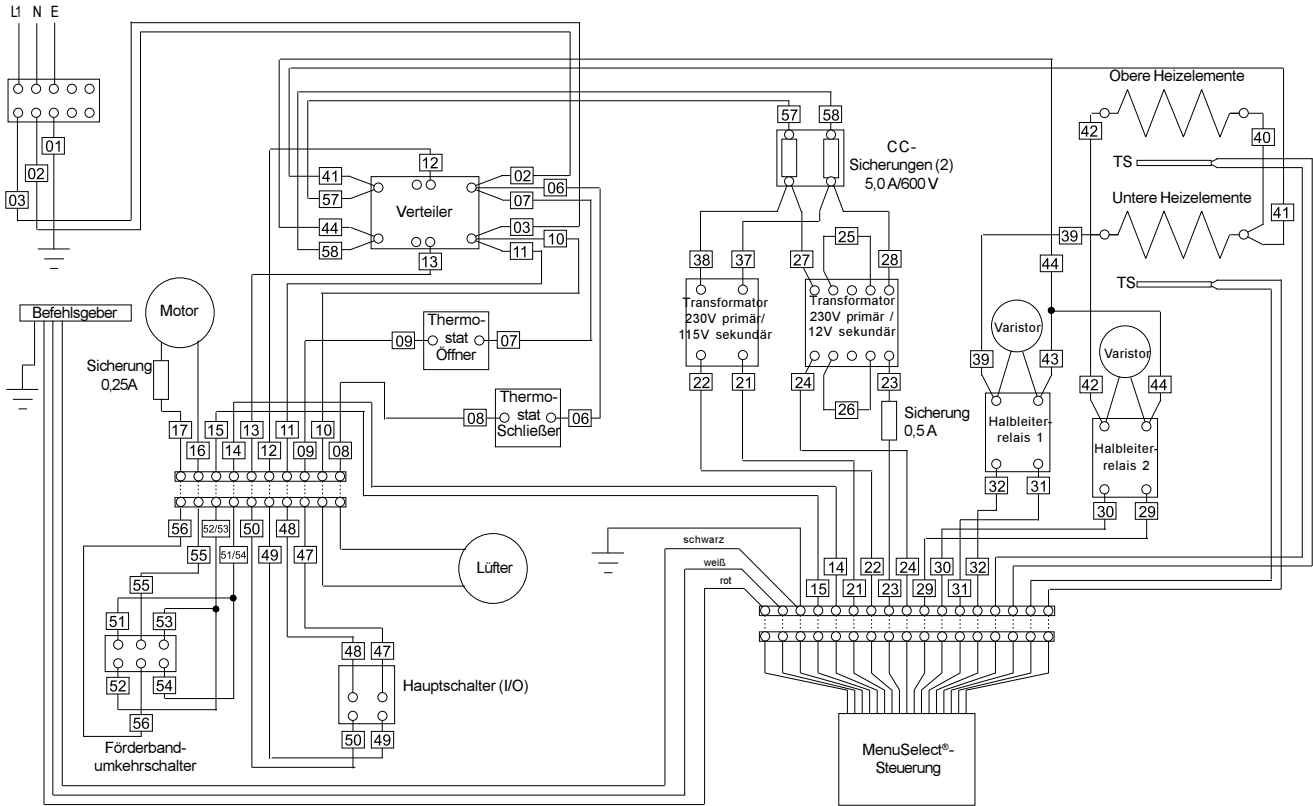 L1 N E
01
02
03
12
41
57
44
58
Verteiler
02
06
07
03
10
11
13
57
58
CC-
Sicherungen (2)
5,0 A/600 V
Obere Heizelemente
42
40
TS
Untere Heizelemente
41
39
44
TS
Befehlsgeber
Motor
Sicherung
0,25A
09
Thermo-
stat
Öffner
07
08
Thermo-
stat
Schließer
06
38
37
27
25
28
Transformator
230V primär/
115V sekundär
Transformator
230V primär /
12V sekundär
22
21
24
26
23
Sicherung
0,5 A
Varistor
39
43
Halbleiter-
relais 1
32
31
Varistor
42
44
Halbleiter-
relais 2
30
29
17
16
15
14
13
12
11
09
10
08
56
55
52/53
51/54
50
49
48
47
Lüfter
55
51
53
52
54
56
Förderband-
umkehrschalter
48
47
Hauptschalter (I/O)
50
49
schwarz
weiß
rot
15
14
21
22
23
24
29
30
31
32
MenuSelect®-
Steuerung